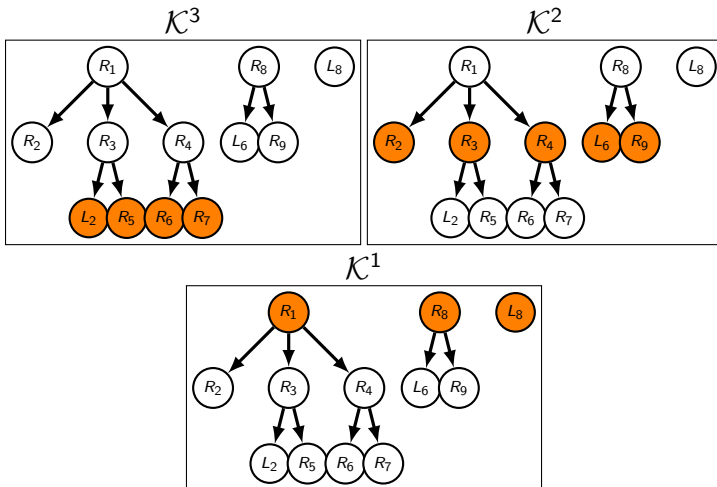 𝒦³ 𝒦²
R₁ R₈ L₈ R₁ R₈ L₈
R₂ R₃ R₄ L₆ R₉ R₂ R₃ R₄ L₆ R₉
L₂ R₅ R₆ R₇ L₂ R₅ R₆ R₇
𝒦¹
R₁ R₈ L₈
R₂ R₃ R₄ L₆ R₉
L₂ R₅ R₆ R₇